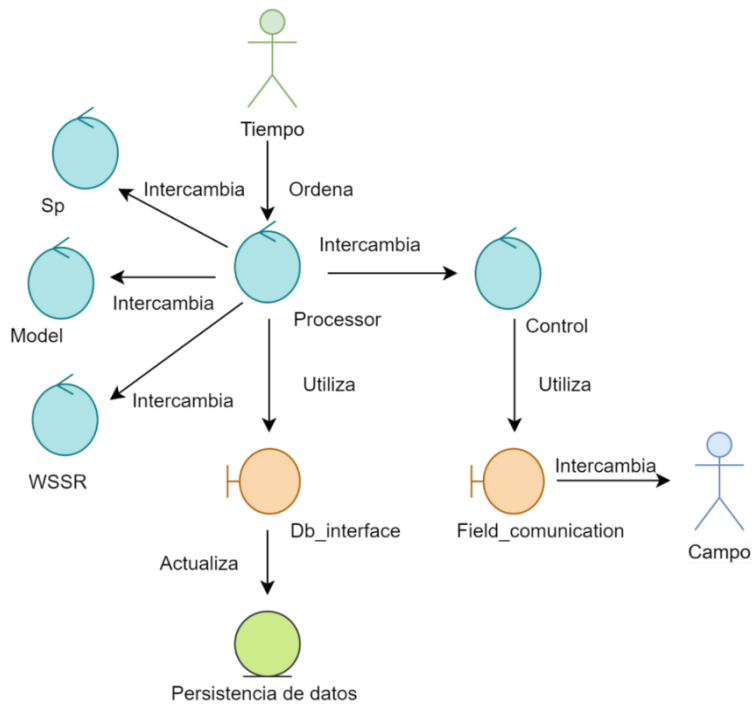 Tiempo
Intercambia
Ordena
Sp
Intercambia
Intercambia
Processor
Control
Model
Utiliza
Utiliza
Intercambia
WSSR
Intercambia
Db_interface
Field_comunication
Campo
Actualiza
Persistencia de datos